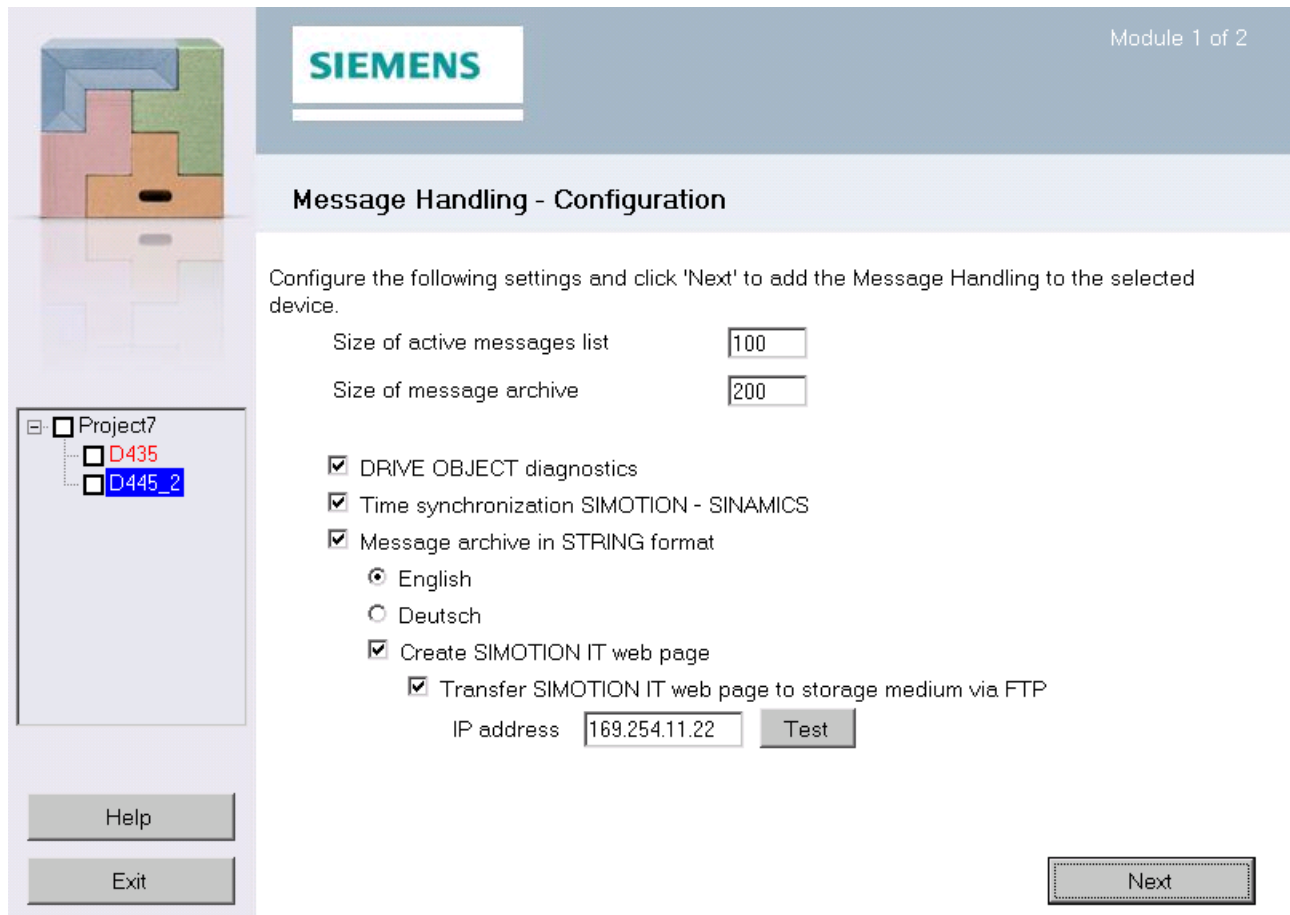 SIEMENS
Module 1 of 2
Message Handling - Configuration
Configure the following settings and click 'Next' to add the Message Handling to the selected
device.
Size of active messages list 100
Size of message archive 200
Project7
D435
D445_2
DRIVE OBJECT diagnostics
Time synchronization SIMOTION - SINAMICS
Message archive in STRING format
English
Deutsch
Create SIMOTION IT web page
Transfer SIMOTION IT web page to storage medium via FTP
IP address 169.254.11.22 Test
Help
Exit
Next